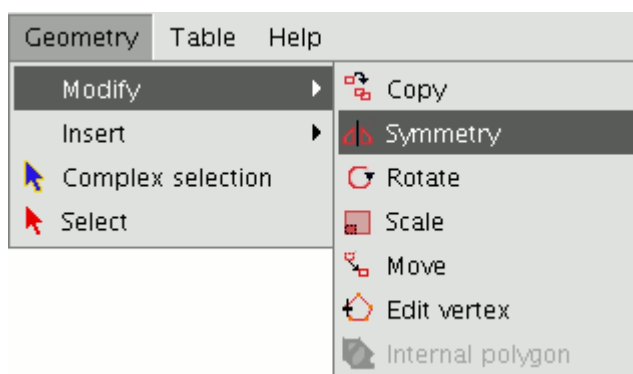 Geometry Table Help
Modify
Insert
Complex selection
Select
Copy
Symmetry
Rotate
Scale
Move
Edit vertex
Internal polygon